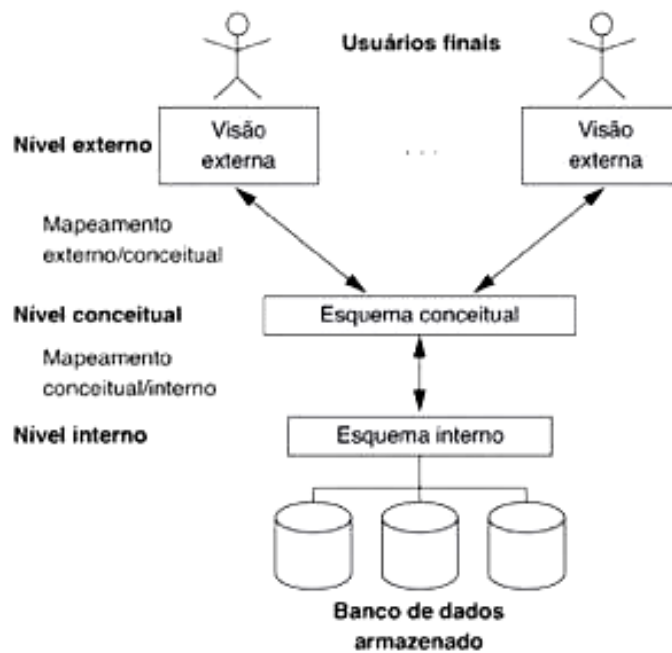 Usuários finais
Nível externo
Visão
externa
. . .
Visão
externa
Mapeamento
externo/conceitual
Nível conceitual
Esquema conceitual
Mapeamento
conceitual/interno
Nível interno
Esquema interno
Banco de dados
armazenado